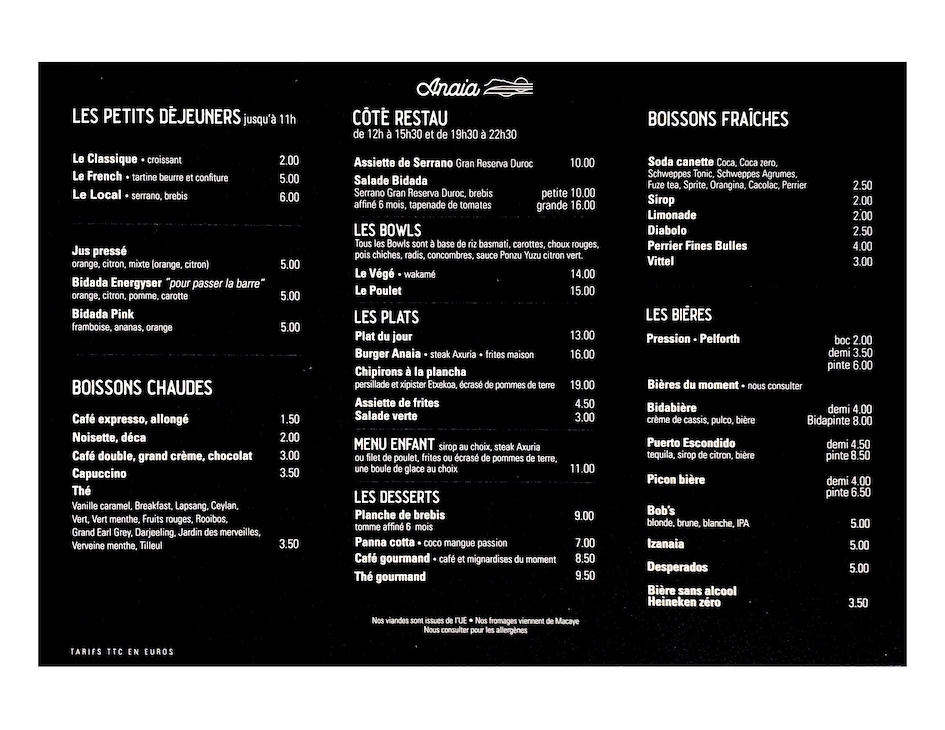 Anaia
LES PETITS DÉJEUNERS jusqu'à 11h
Le Classique • croissant 2.00
Le French • tartine beurre et confiture 5.00
Le Local • serrano, brebis 6.00
Jus pressé
orange, citron, mixte (orange, citron) 5.00
Bidada Energyser "pour passer la barre"
orange, citron, pomme, carotte 5.00
Bidada Pink
framboise, ananas, orange 5.00
BOISSONS CHAUDES
Café expresso, allongé 1.50
Noisette, déca 2.00
Café double, grand crème, chocolat 3.00
Capuccino 3.50
Thé
Vanille caramel, Breakfast, Lapsang, Ceylan,
Vert, Vert menthe, Fruits rouges, Rooibos,
Grand Earl Grey, Darjeeling, Jardin des merveilles,
Verveine menthe, Tilleul 3.50
TARIFS TTC EN EUROS
CÔTÉ RESTAU
de 12h à 15h30 et de 19h30 à 22h30
Assiette de Serrano Gran Reserva Duroc 10.00
Salade Bidada
Serrano Gran Reserva Duroc, brebis petite 10.00
affiné 6 mois, tapenade de tomates grande 16.00
LES BOWLS
Tous les Bowls sont à base de riz basmati, carottes, choux rouges,
pois chiches, radis, concombres, sauce Ponzu Yuzu citron vert.
Le Végé • wakamé 14.00
Le Poulet 15.00
LES PLATS
Plat du jour 13.00
Burger Anaia • steak Axuria • frites maison 16.00
Chipirons à la plancha
persillade et xipister Etxekoa, écrasé de pommes de terre 19.00
Assiette de frites 4.50
Salade verte 3.00
MENU ENFANT sirop au choix, steak Axuria
ou filet de poulet, frites ou écrasé de pommes de terre,
une boule de glace au choix 11.00
LES DESSERTS
Planche de brebis 9.00
tomme affiné 6 mois
Panna cotta • coco mangue passion 7.00
Café gourmand • café et mignardises du moment 8.50
Thé gourmand 9.50
Nos viandes sont issues de l'UE • Nos fromages viennent de Macaye
Nous consulter pour les allergènes
BOISSONS FRAÎCHES
Soda canette Coca, Coca zero,
Schweppes Tonic, Schweppes Agrumes,
Fuze tea, Sprite, Orangina, Cacolac, Perrier 2.50
Sirop 2.00
Limonade 2.00
Diabolo 2.50
Perrier Fines Bulles 4.00
Vittel 3.00
LES BIÈRES
Pression - Pelforth boc 2.00
demi 3.50
pinte 6.00
Bières du moment • nous consulter
Bidabière demi 4.00
crème de cassis, pulco, bière Bidapinte 8.00
Puerto Escondido demi 4.50
tequila, sirop de citron, bière pinte 8.50
Picon bière demi 4.00
pinte 6.50
Bob's
blonde, brune, blanche, IPA 5.00
Izanaia 5.00
Desperados 5.00
Bière sans alcool
Heineken zéro 3.50